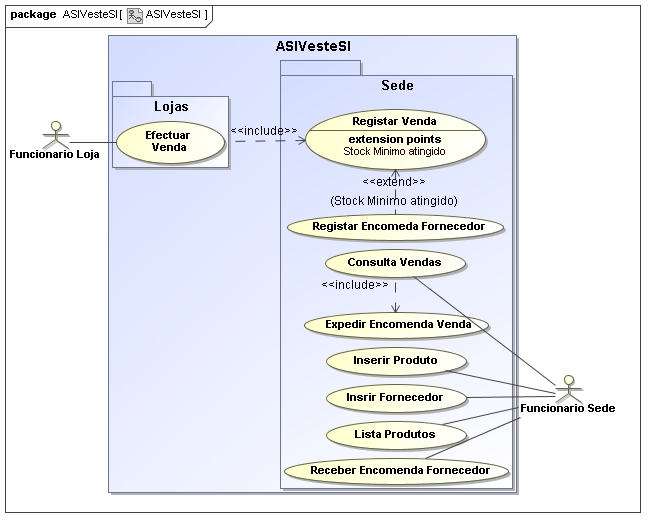 package ASIVesteSI[ ASIVesteSI ]
ASIVesteSI
Sede
Lojas
Registar Venda
extension points
Stock Minimo atingido
Efectuar
Venda
<<include>>
Funcionario Loja
<<extend>>
(Stock Minimo atingido)
Registar Encomeda Fornecedor
Consulta Vendas
<<include>>
Expedir Encomenda Venda
Inserir Produto
Insrir Fornecedor
Funcionario Sede
Lista Produtos
Receber Encomenda Fornecedor